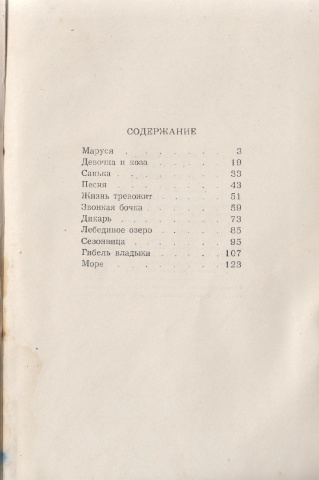 СОДЕРЖАНИЕ
Маруся . . . . . . 3
Девочка и коза . . . . . 19
Санька . . . . . . 33
Песня . . . . . . 43
Жизнь тревожит . . . . . 51
Звонкая бочка . . . . . 59
Дикарь . . . . . . 73
Лебединое озеро . . . . 85
Сезонница . . . . . 95
Гибель владыки . . . . . 107
Море . . . . . . 123